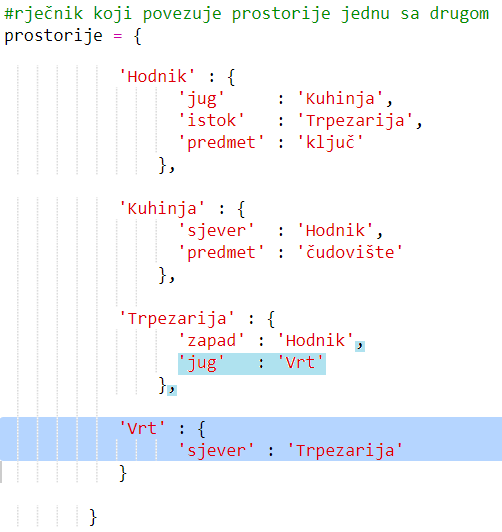 #rječnik koji povezuje prostorije jednu sa drugom
prostorije = {
'Hodnik' : {
'jug' : 'Kuhinja',
'istok' : 'Trpezarija',
'predmet' : 'ključ'
},
'Kuhinja' : {
'sjever' : 'Hodnik',
'predmet' : 'čudovište'
},
'Trpezarija' : {
'zapad' : 'Hodnik',
'jug' : 'Vrt'
},
'Vrt' : {
'sjever' : 'Trpezarija'
}
}